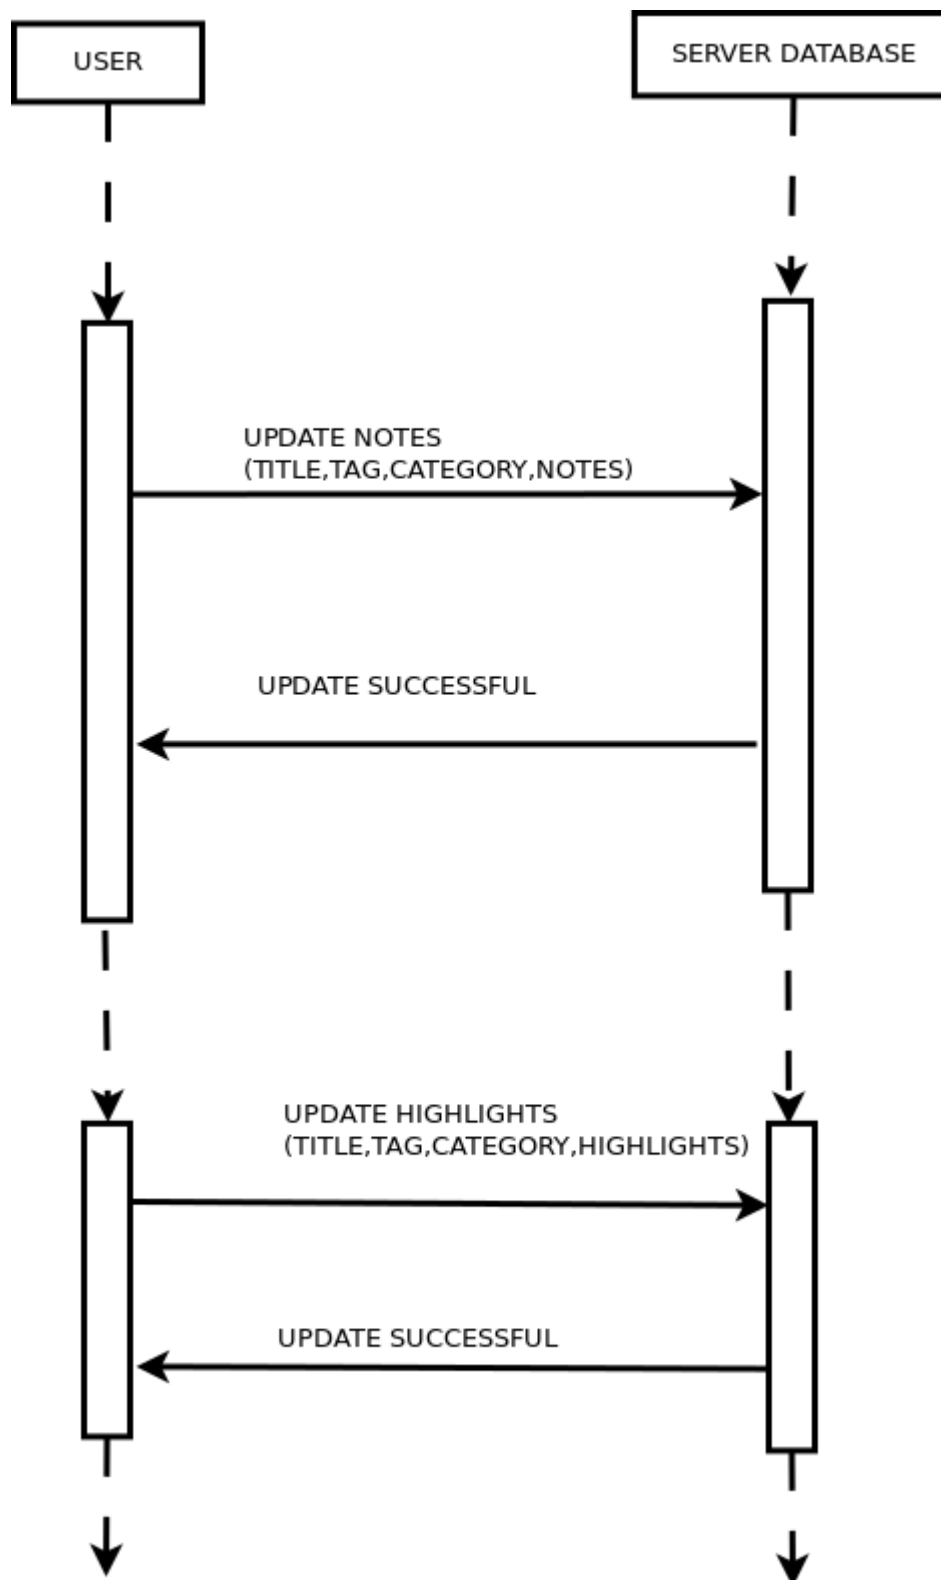 USER
SERVER DATABASE
UPDATE NOTES
(TITLE,TAG,CATEGORY,NOTES)
UPDATE SUCCESSFUL
UPDATE HIGHLIGHTS
(TITLE,TAG,CATEGORY,HIGHLIGHTS)
UPDATE SUCCESSFUL